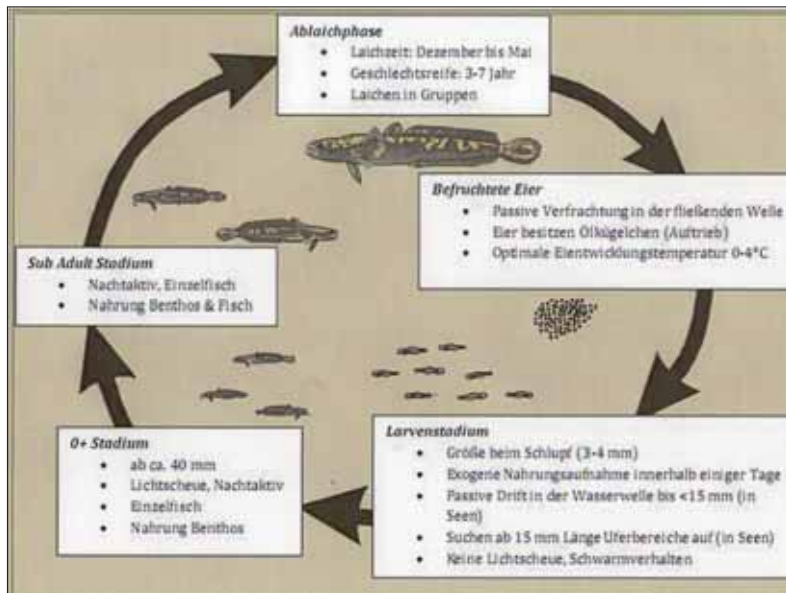 Ablaichphase
• Laichzeit: Dezember bis Mai
• Geschlechtsreife: 3-7 Jahr
• Laichen in Gruppen
Befruchtete Eier
• Passive Verfrachtung in der fließenden Welle
• Eier besitzen Ölkügelchen (Auftrieb)
• Optimale Eientwicklungstemperatur 0-4°C
Larvenstadium
• Größe beim Schlupf (3-4 mm)
• Exogene Nahrungsaufnahme innerhalb einiger Tage
• Passive Drift in der Wasserwelle bis <15 mm (in
Seen)
• Suchen ab 15 mm Länge Uferbereiche auf (in Seen)
• Keine Lichtscheue, Schwarmverhalten
0+ Stadium
• ab ca. 40 mm
• Lichtscheue, Nachtaktiv
• Einzelfisch
• Nahrung Benthos
Sub Adult Stadium
• Nachtaktiv, Einzelfisch
• Nahrung Benthos & Fisch